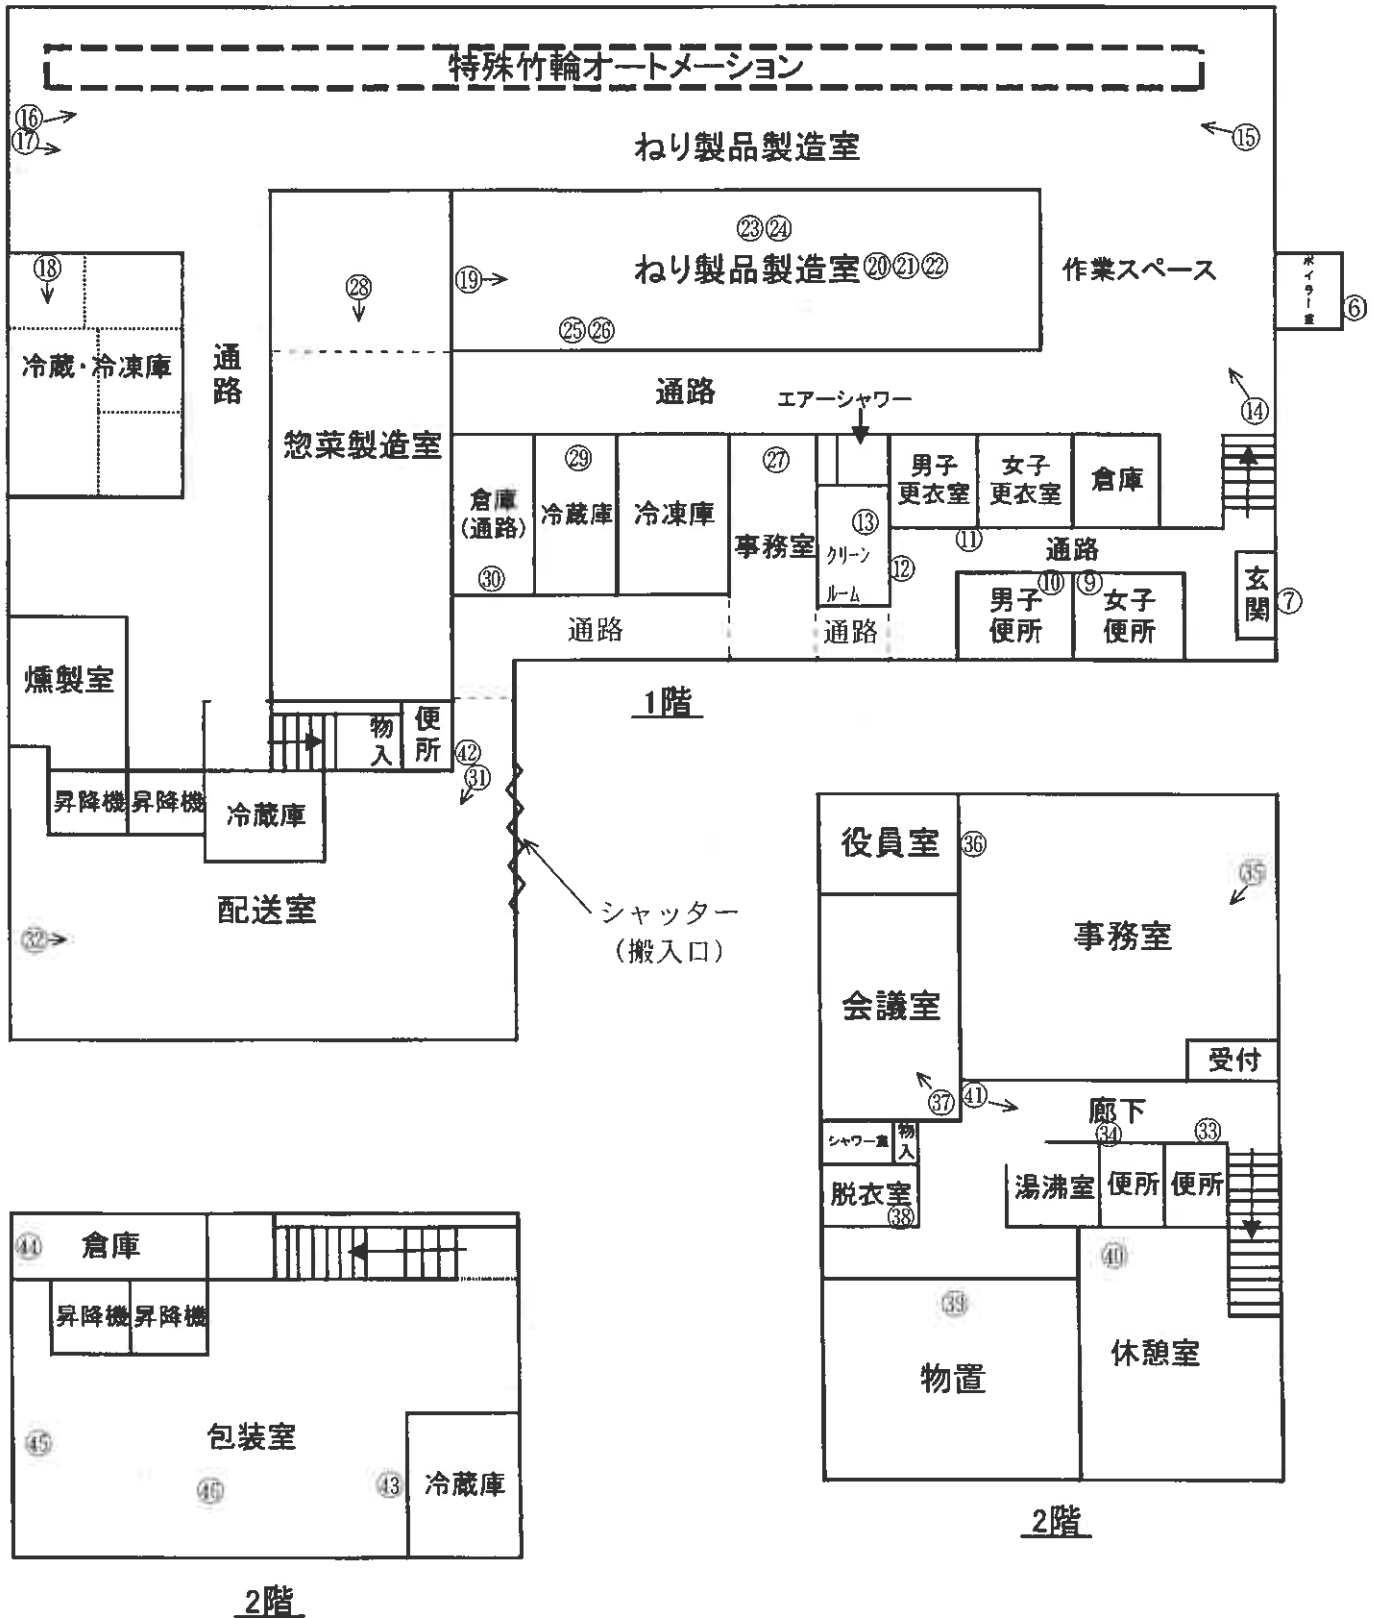 特殊竹輪オートメーション
⑯
⑰
⑮
ねり製品製造室
㉓㉔
⑱
⑲
ねり製品製造室⑳㉑㉒
作業スペース
ボイラー室
⑥
㉘
㉕㉖
冷蔵・冷凍庫
通路
通路
エアーシャワー
⑭
惣菜製造室
倉庫
(通路)
㉚
㉙
冷蔵庫
冷凍庫
㉗
事務室
⑬
クリーン
ルーム
男子
更衣室
女子
更衣室
倉庫
⑫
⑪
通路
⑩
⑨
男子
便所
女子
便所
玄関
⑦
通路
通路
燻製室
1階
物入
便所
㊷
㉛
昇降機
昇降機
冷蔵庫
配送室
㉜
シャッター
(搬入口)
役員室
㊱
㉟
事務室
会議室
受付
㊲
㊶
廊下
㉞
㉝
シャワー室
物入
脱衣室
㊳
湯沸室
便所
便所
㊵
㊴
物置
休憩室
2階
㊹
倉庫
昇降機
昇降機
包装室
㊺
㊻
㊸
冷蔵庫
2階